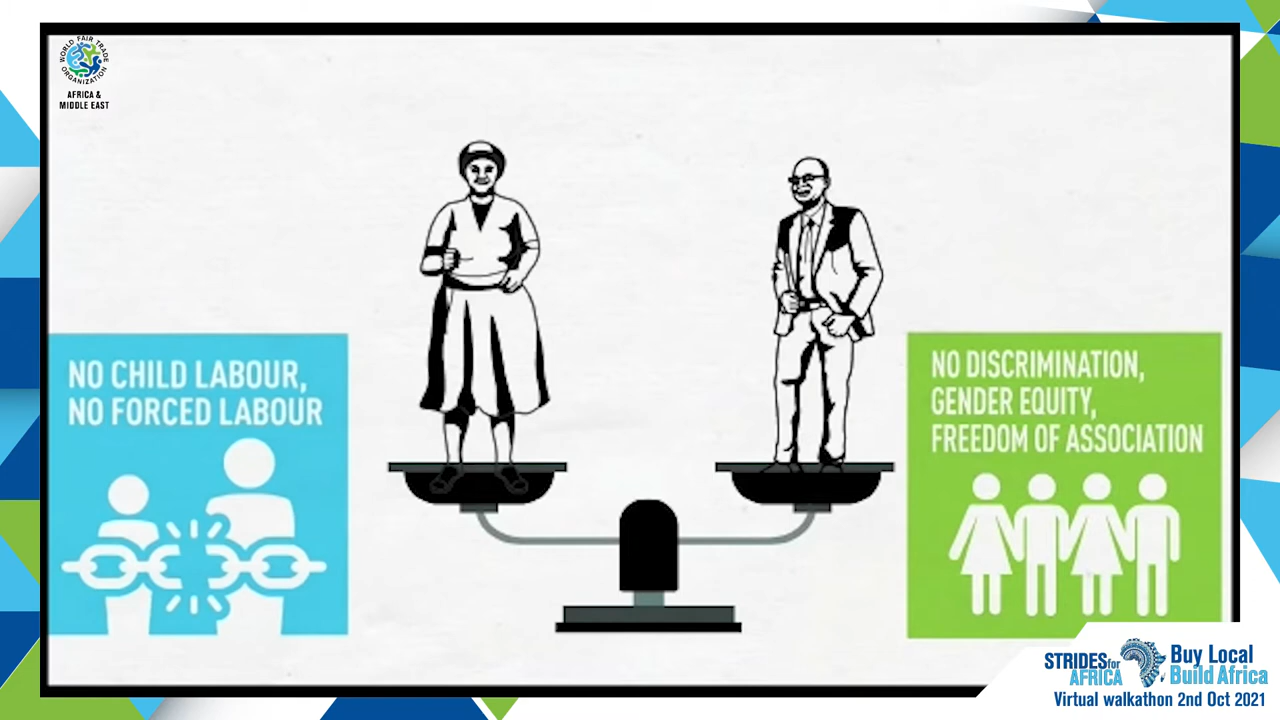 WORLD FAIR TRADE
ORGANIZATION
AFRICA &
MIDDLE EAST
NO CHILD LABOUR,
NO FORCED LABOUR
NO DISCRIMINATION,
GENDER EQUITY,
FREEDOM OF ASSOCIATION
STRIDES for
AFRICA
Buy Local
Build Africa
Virtual walkathon 2nd Oct 2021